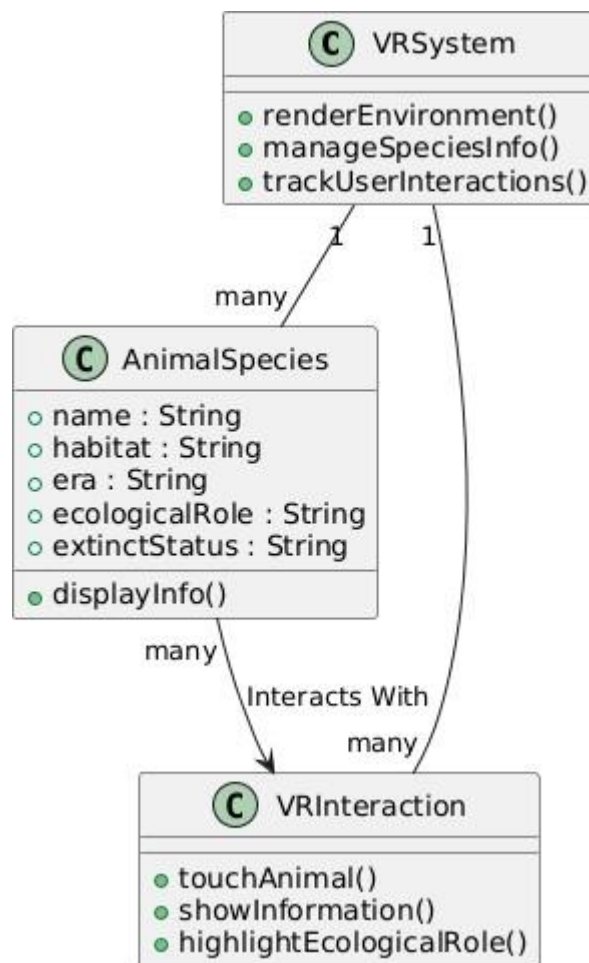 C VRSystem
renderEnvironment()
manageSpeciesInfo()
trackUserInteractions()
1
1
many
C AnimalSpecies
name : String
habitat : String
era : String
ecologicalRole : String
extinctStatus : String
displayInfo()
many
Interacts With
many
C VRInteraction
touchAnimal()
showInformation()
highlightEcologicalRole()